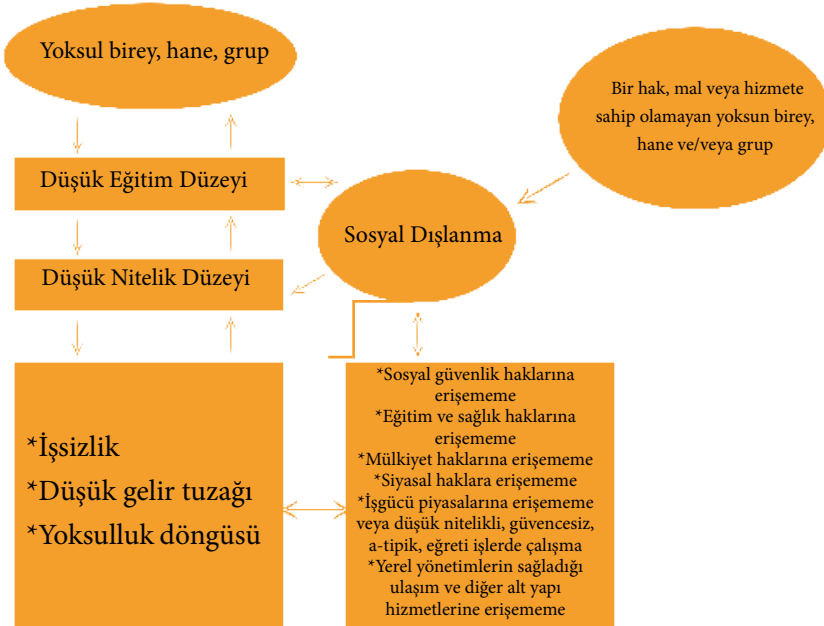 Yoksul birey, hane, grup
Bir hak, mal veya hizmete
sahip olamayan yoksun birey,
hane ve/veya grup
Düşük Eğitim Düzeyi
Sosyal Dışlanma
Düşük Nitelik Düzeyi
*İşsizlik
*Düşük gelir tuzağı
*Yoksulluk döngüsü
*Sosyal güvenlik haklarına
erişememe
*Eğitim ve sağlık haklarına
erişememe
*Mülkiyet haklarına erişememe
*Siyasal haklara erişememe
*İşgücü piyasalarına erişememe
veya düşük nitelikli, güvencesiz,
a-tipik, eğreti işlerde çalışma
*Yerel yönetimlerin sağladığı
ulaşım ve diğer alt yapı
hizmetlerine erişememe